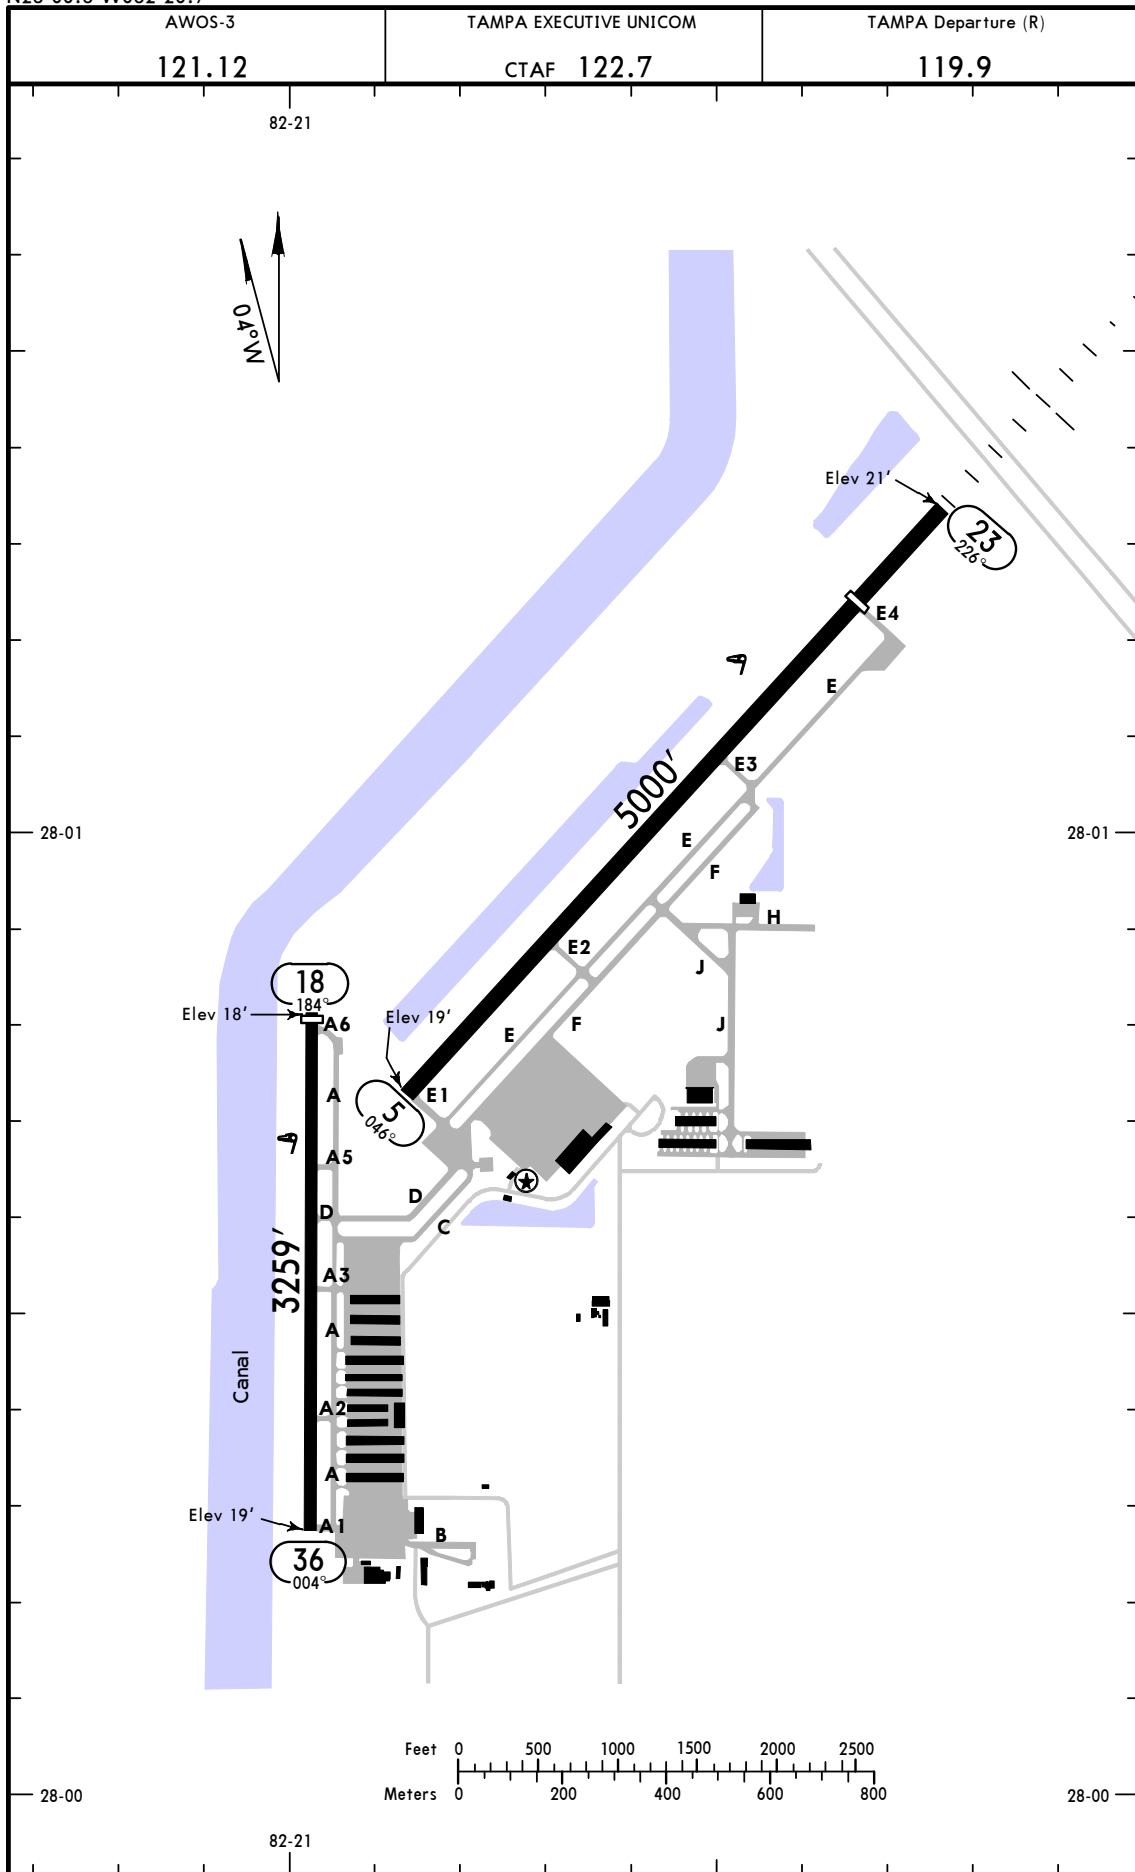 AWOS-3
121.12
TAMPA EXECUTIVE UNICOM
CTAF 122.7
TAMPA Departure (R)
119.9
82-21
04°W
Elev 21'
23
226°
E4
E
E3
5000'
28-01
28-01
E
F
H
E2
J
18
184°
Elev 18'
A6
Elev 19'
E
F
J
A
E1
5
046°
A5
D
D
C
3259'
A3
A
Canal
A2
A
Elev 19'
A1
B
36
004°
Feet 0 500 1000 1500 2000 2500
Meters 0 200 400 600 800
28-00
28-00
82-21